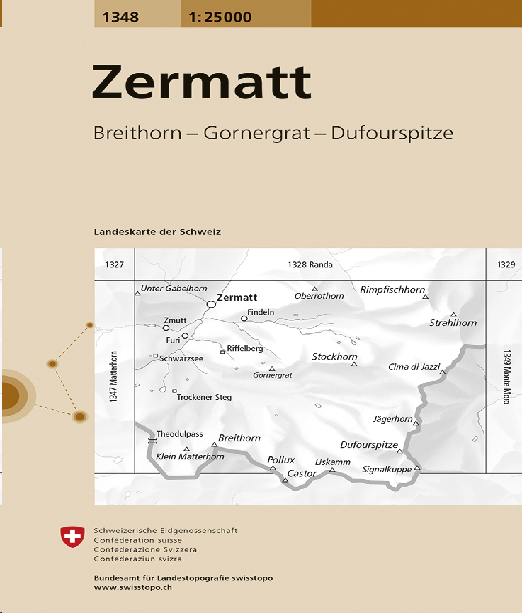 1348
1:25000
Zermatt
Breithorn – Gornergrat – Dufourspitze
Landeskarte der Schweiz
1327
1328 Randa
1329
Unter Gabelhorn
Zermatt
Oberrothorn
Rimpfischhorn
Findeln
Strahlhorn
Zmutt
Furi
Riffelberg
Schwarzsee
Stockhorn
Cima di Jazzi
Gornergrat
1347 Matterhorn
1349 Monte Moro
Trockener Steg
Jägerhorn
Theodulpass
Breithorn
Dufourspitze
Klein Matterhorn
Pollux
Liskamm
Signalkuppe
Castor
Schweizerische Eidgenossenschaft
Confédération suisse
Confederazione Svizzera
Confederaziun svizra
Bundesamt für Landestopografie swisstopo
www.swisstopo.ch